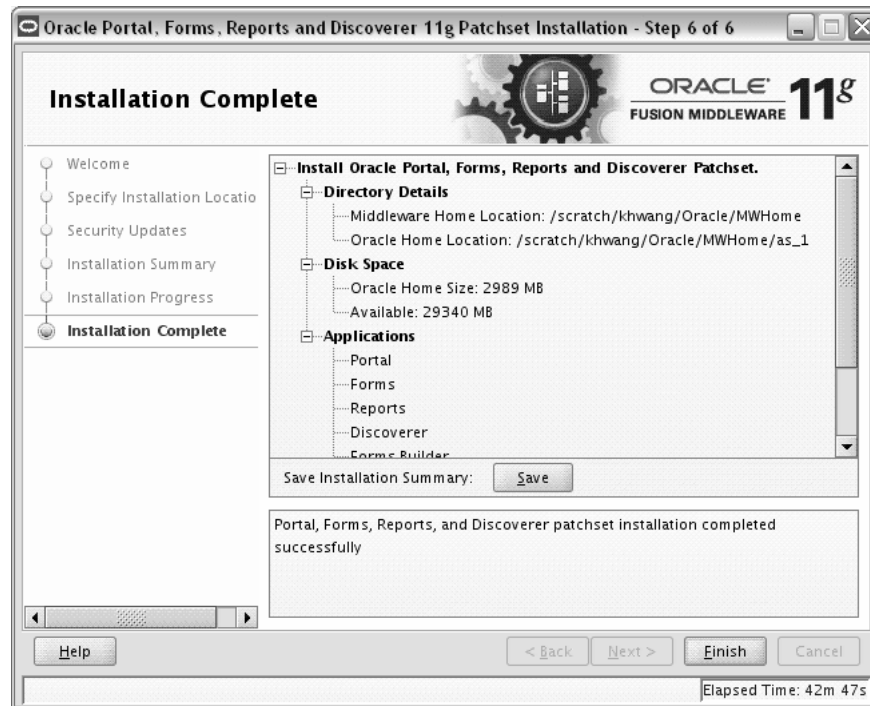 Oracle Portal, Forms, Reports and Discoverer 11g Patchset Installation - Step 6 of 6
Installation Complete
ORACLE
FUSION MIDDLEWARE 11g
Welcome
Specify Installation Locatio
Security Updates
Installation Summary
Installation Progress
Installation Complete
Install Oracle Portal, Forms, Reports and Discoverer Patchset.
Directory Details
Middleware Home Location: /scratch/khwang/Oracle/MWHome
Oracle Home Location: /scratch/khwang/Oracle/MWHome/as_1
Disk Space
Oracle Home Size: 2989 MB
Available: 29340 MB
Applications
Portal
Forms
Reports
Discoverer
Forms Builder
Save Installation Summary: Save
Portal, Forms, Reports, and Discoverer patchset installation completed
successfully
Help < Back Next > Finish Cancel
Elapsed Time: 42m 47s